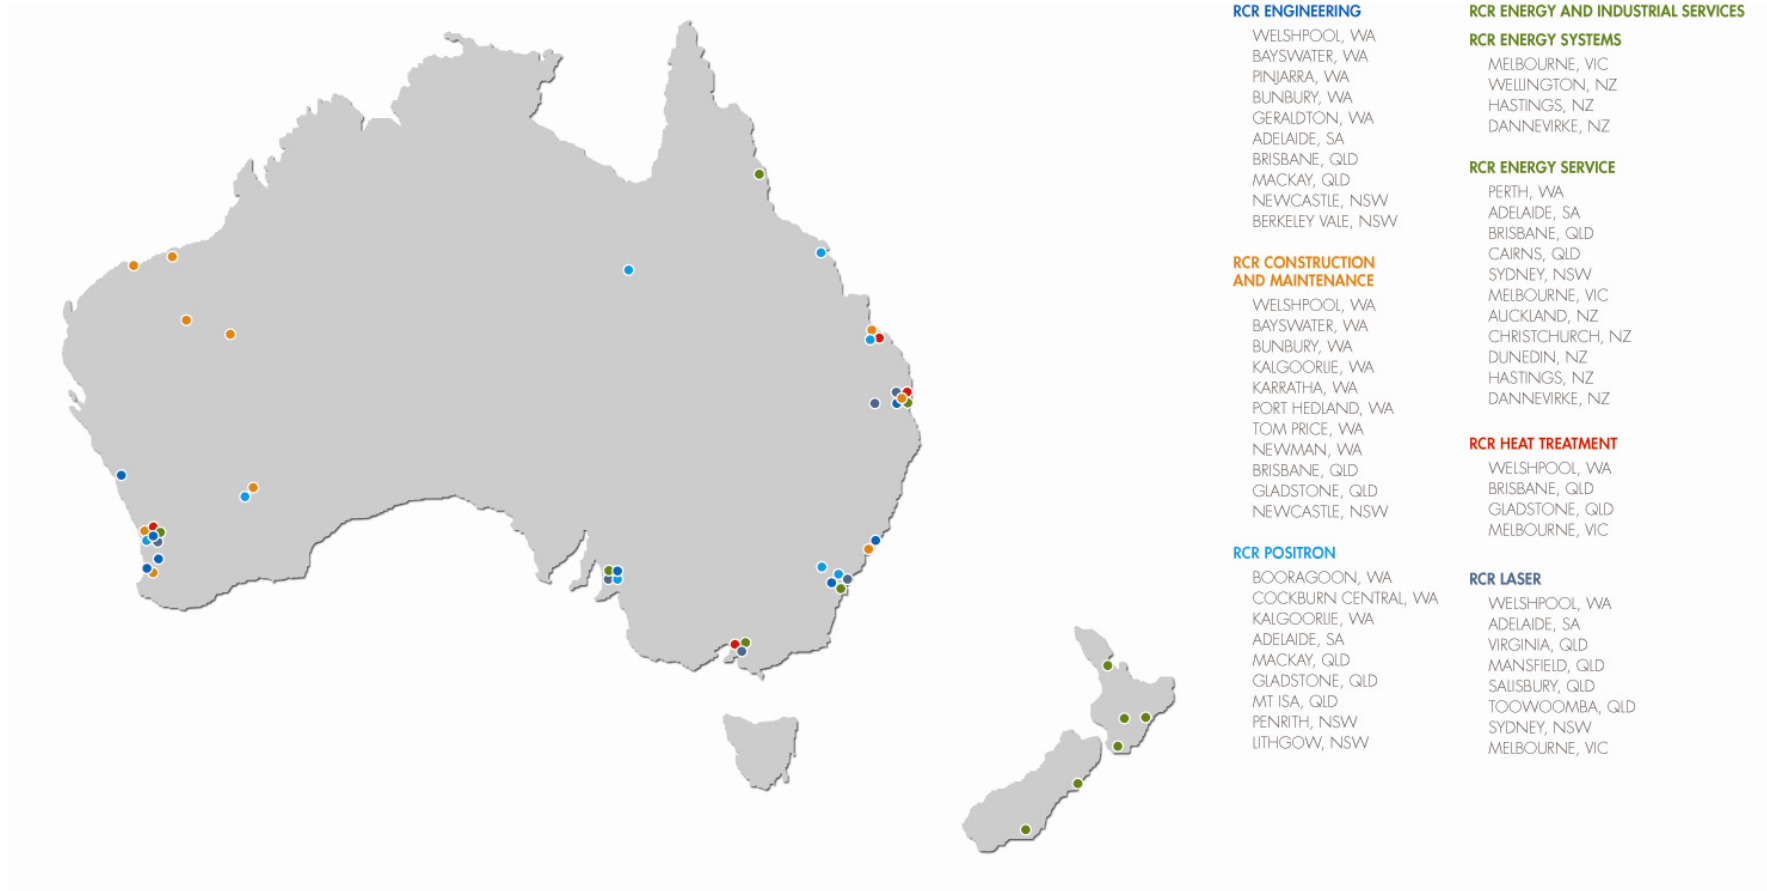 RCR ENGINEERING
WELSHPOOL, WA
BAYSWATER, WA
PINJARRA, WA
BUNBURY, WA
GERALDTON, WA
ADELAIDE, SA
BRISBANE, QLD
MACKAY, QLD
NEWCASTLE, NSW
BERKELEY VALE, NSW
RCR CONSTRUCTION
AND MAINTENANCE
WELSHPOOL, WA
BAYSWATER, WA
BUNBURY, WA
KALGOORLIE, WA
KARRATHA, WA
PORT HEDLAND, WA
TOM PRICE, WA
NEWMAN, WA
BRISBANE, QLD
GLADSTONE, QLD
NEWCASTLE, NSW
RCR POSITRON
BOORAGOON, WA
COCKBURN CENTRAL, WA
KALGOORLIE, WA
ADELAIDE, SA
MACKAY, QLD
GLADSTONE, QLD
MT ISA, QLD
PENRITH, NSW
LITHGOW, NSW
RCR ENERGY AND INDUSTRIAL SERVICES
RCR ENERGY SYSTEMS
MELBOURNE, VIC
WELLINGTON, NZ
HASTINGS, NZ
DANNEVIRKE, NZ
RCR ENERGY SERVICE
PERTH, WA
ADELAIDE, SA
BRISBANE, QLD
CAIRNS, QLD
SYDNEY, NSW
MELBOURNE, VIC
AUCKLAND, NZ
CHRISTCHURCH, NZ
DUNEDIN, NZ
HASTINGS, NZ
DANNEVIRKE, NZ
RCR HEAT TREATMENT
WELSHPOOL, WA
BRISBANE, QLD
GLADSTONE, QLD
MELBOURNE, VIC
RCR LASER
WELSHPOOL, WA
ADELAIDE, SA
VIRGINIA, QLD
MANSFIELD, QLD
SALISBURY, QLD
TOOWOOMBA, QLD
SYDNEY, NSW
MELBOURNE, VIC